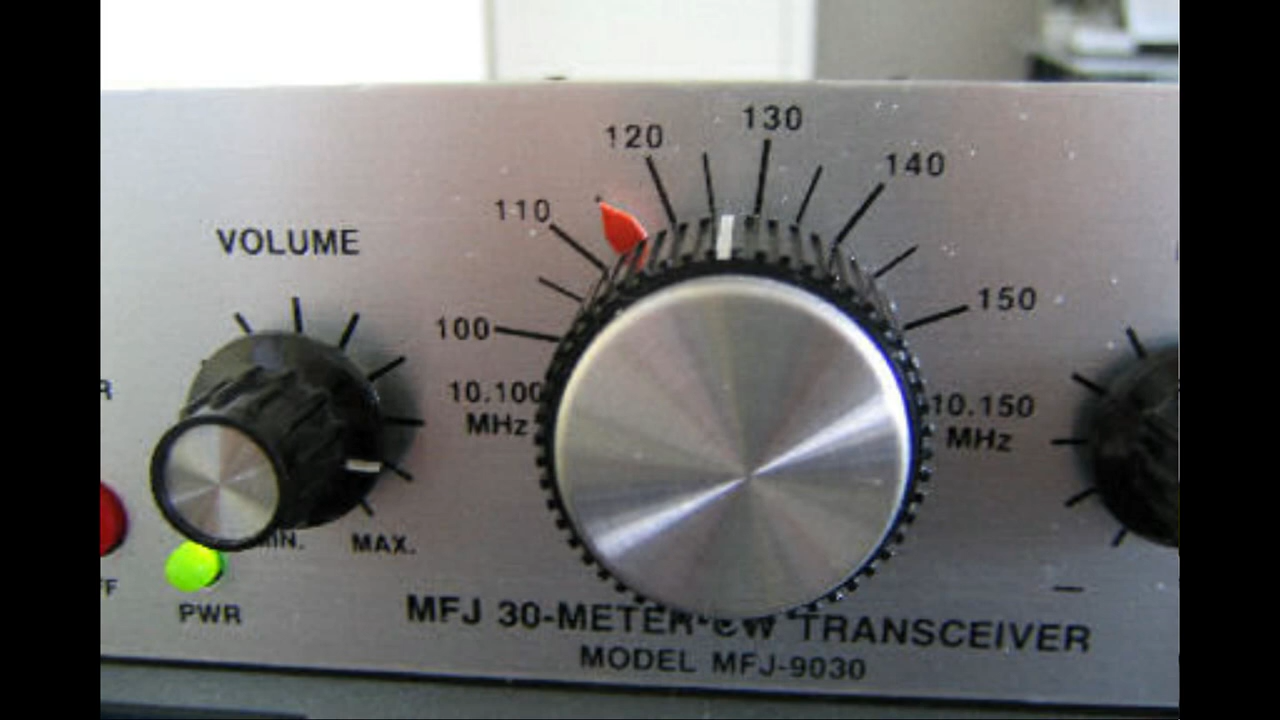 VOLUME
100
110
120
130
140
150
10.100
MHz
10.150
MHz
MAX.
PWR
MFJ 30-METER CW TRANSCEIVER
MODEL MFJ-9030